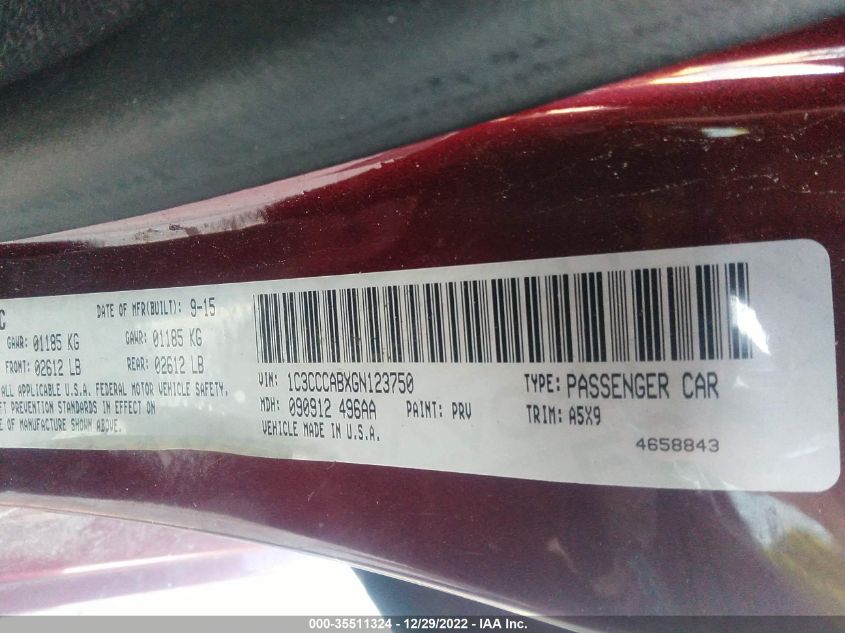 C
DATE OF MFR(BUILT): 9-15
GAWR: 01185 KG GAWR: 01185 KG
FRONT: 02612 LB REAR: 02612 LB
ALL APPLICABLE U.S.A. FEDERAL MOTOR VEHICLE SAFETY,
FT PREVENTION STANDARDS IN EFFECT ON
E OF MANUFACTURE SHOWN ABOVE.
VIN: 1C3CCCABXGN123750 TYPE: PASSENGER CAR
MDH: 090912 496AA PAINT: PRV TRIM: A5X9
VEHICLE MADE IN U.S.A.
4658843
000-35511324 - 12/29/2022 - IAA Inc.